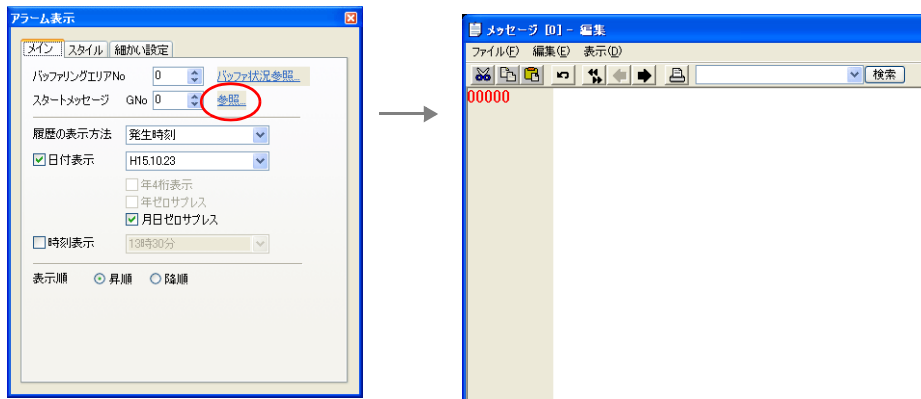 アラーム表示
メイン スタイル 細かい設定
バッファリングエリアNo 0 バッファ状況参照...
スタートメッセージ GNo 0 参照...
履歴の表示方法 発生時刻
日付表示 H15.10.23
年4桁表示
年ゼロサプレス
月日ゼロサプレス
時刻表示 13時30分
表示順 昇順 降順
メッセージ [0] - 編集
ファイル(F) 編集(E) 表示(D)
検索
00000